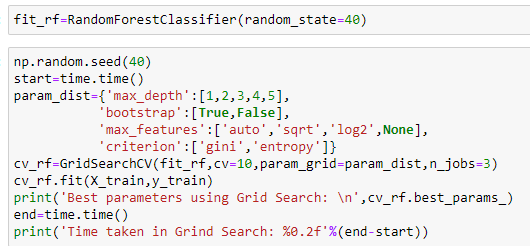 fit_rf=RandomForestClassifier(random_state=40)
np.random.seed(40)
start=time.time()
param_dist={'max_depth':[1,2,3,4,5],
'bootstrap':[True,False],
'max_features':['auto','sqrt','log2',None],
'criterion':['gini','entropy']}
cv_rf=GridSearchCV(fit_rf,cv=10,param_grid=param_dist,n_jobs=3)
cv_rf.fit(X_train,y_train)
print('Best parameters using Grid Search: \n',cv_rf.best_params_)
end=time.time()
print('Time taken in Grind Search: %0.2f'%(end-start))